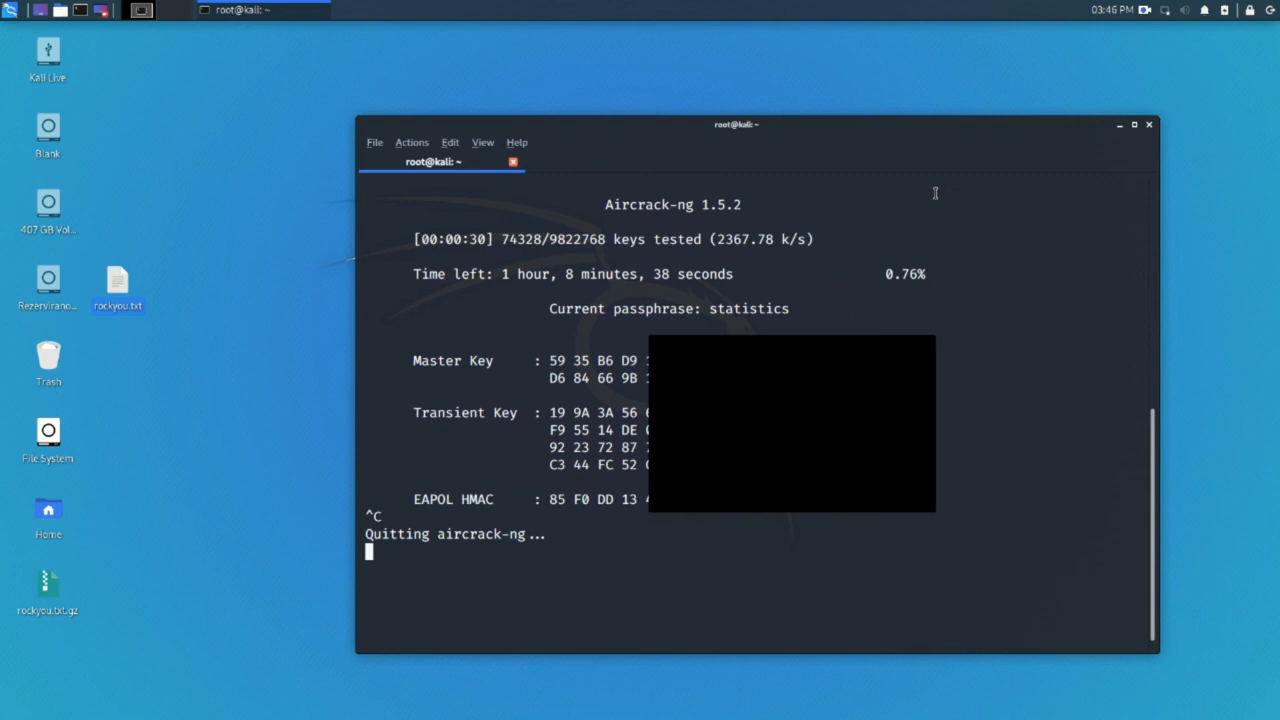 root@kali: ~
03:46 PM
Kali Live
Blank
407 GB Vol...
Rezervirano...
rockyou.txt
Trash
File System
Home
rockyou.txt.gz
root@kali: ~
File Actions Edit View Help
root@kali: ~
Aircrack-ng 1.5.2
[00:00:30] 74328/9822768 keys tested (2367.78 k/s)
Time left: 1 hour, 8 minutes, 38 seconds 0.76%
Current passphrase: statistics
Master Key : 59 35 B6 D9
D6 84 66 9B
Transient Key : 19 9A 3A 56
F9 55 14 DE
92 23 72 87
C3 44 FC 52
EAPOL HMAC : 85 F0 DD 13
^C
Quitting aircrack-ng...